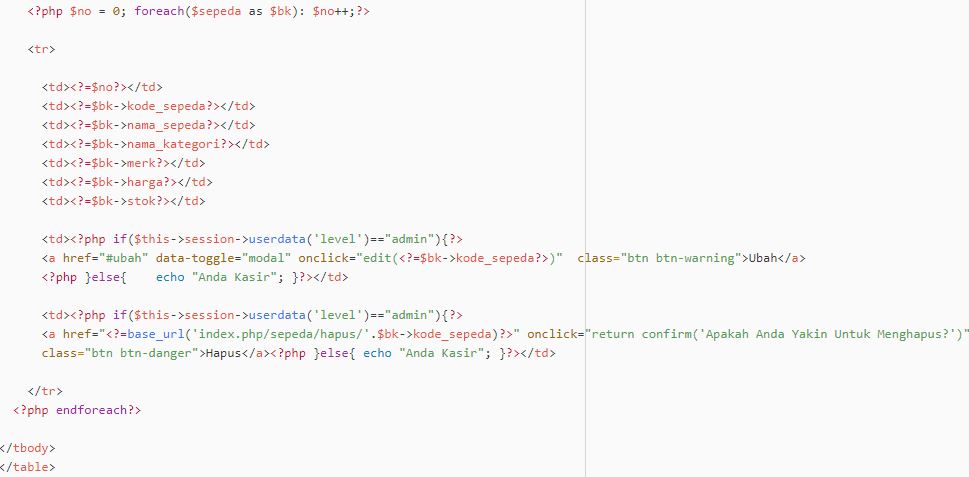 <?php $no = 0; foreach($sepeda as $bk): $no++;?>
<tr>
<td><?=$no?></td>
<td><?=$bk->kode_sepeda?></td>
<td><?=$bk->nama_sepeda?></td>
<td><?=$bk->nama_kategori?></td>
<td><?=$bk->merk?></td>
<td><?=$bk->harga?></td>
<td><?=$bk->stok?></td>
<td><?php if($this->session->userdata('level')=="admin"){?>
<a href="#ubah" data-toggle="modal" onclick="edit(<?=$bk->kode_sepeda?>)"  class="btn btn-warning">Ubah</a>
<?php }else{    echo "Anda Kasir"; }?></td>
<td><?php if($this->session->userdata('level')=="admin"){?>
<a href="<?=base_url('index.php/sepeda/hapus/'.$bk->kode_sepeda)?>" onclick="return confirm('Apakah Anda Yakin Untuk Menghapus?')"
class="btn btn-danger">Hapus</a><?php }else{ echo "Anda Kasir"; }?></td>
</tr>
<?php endforeach?>
</tbody>
</table>